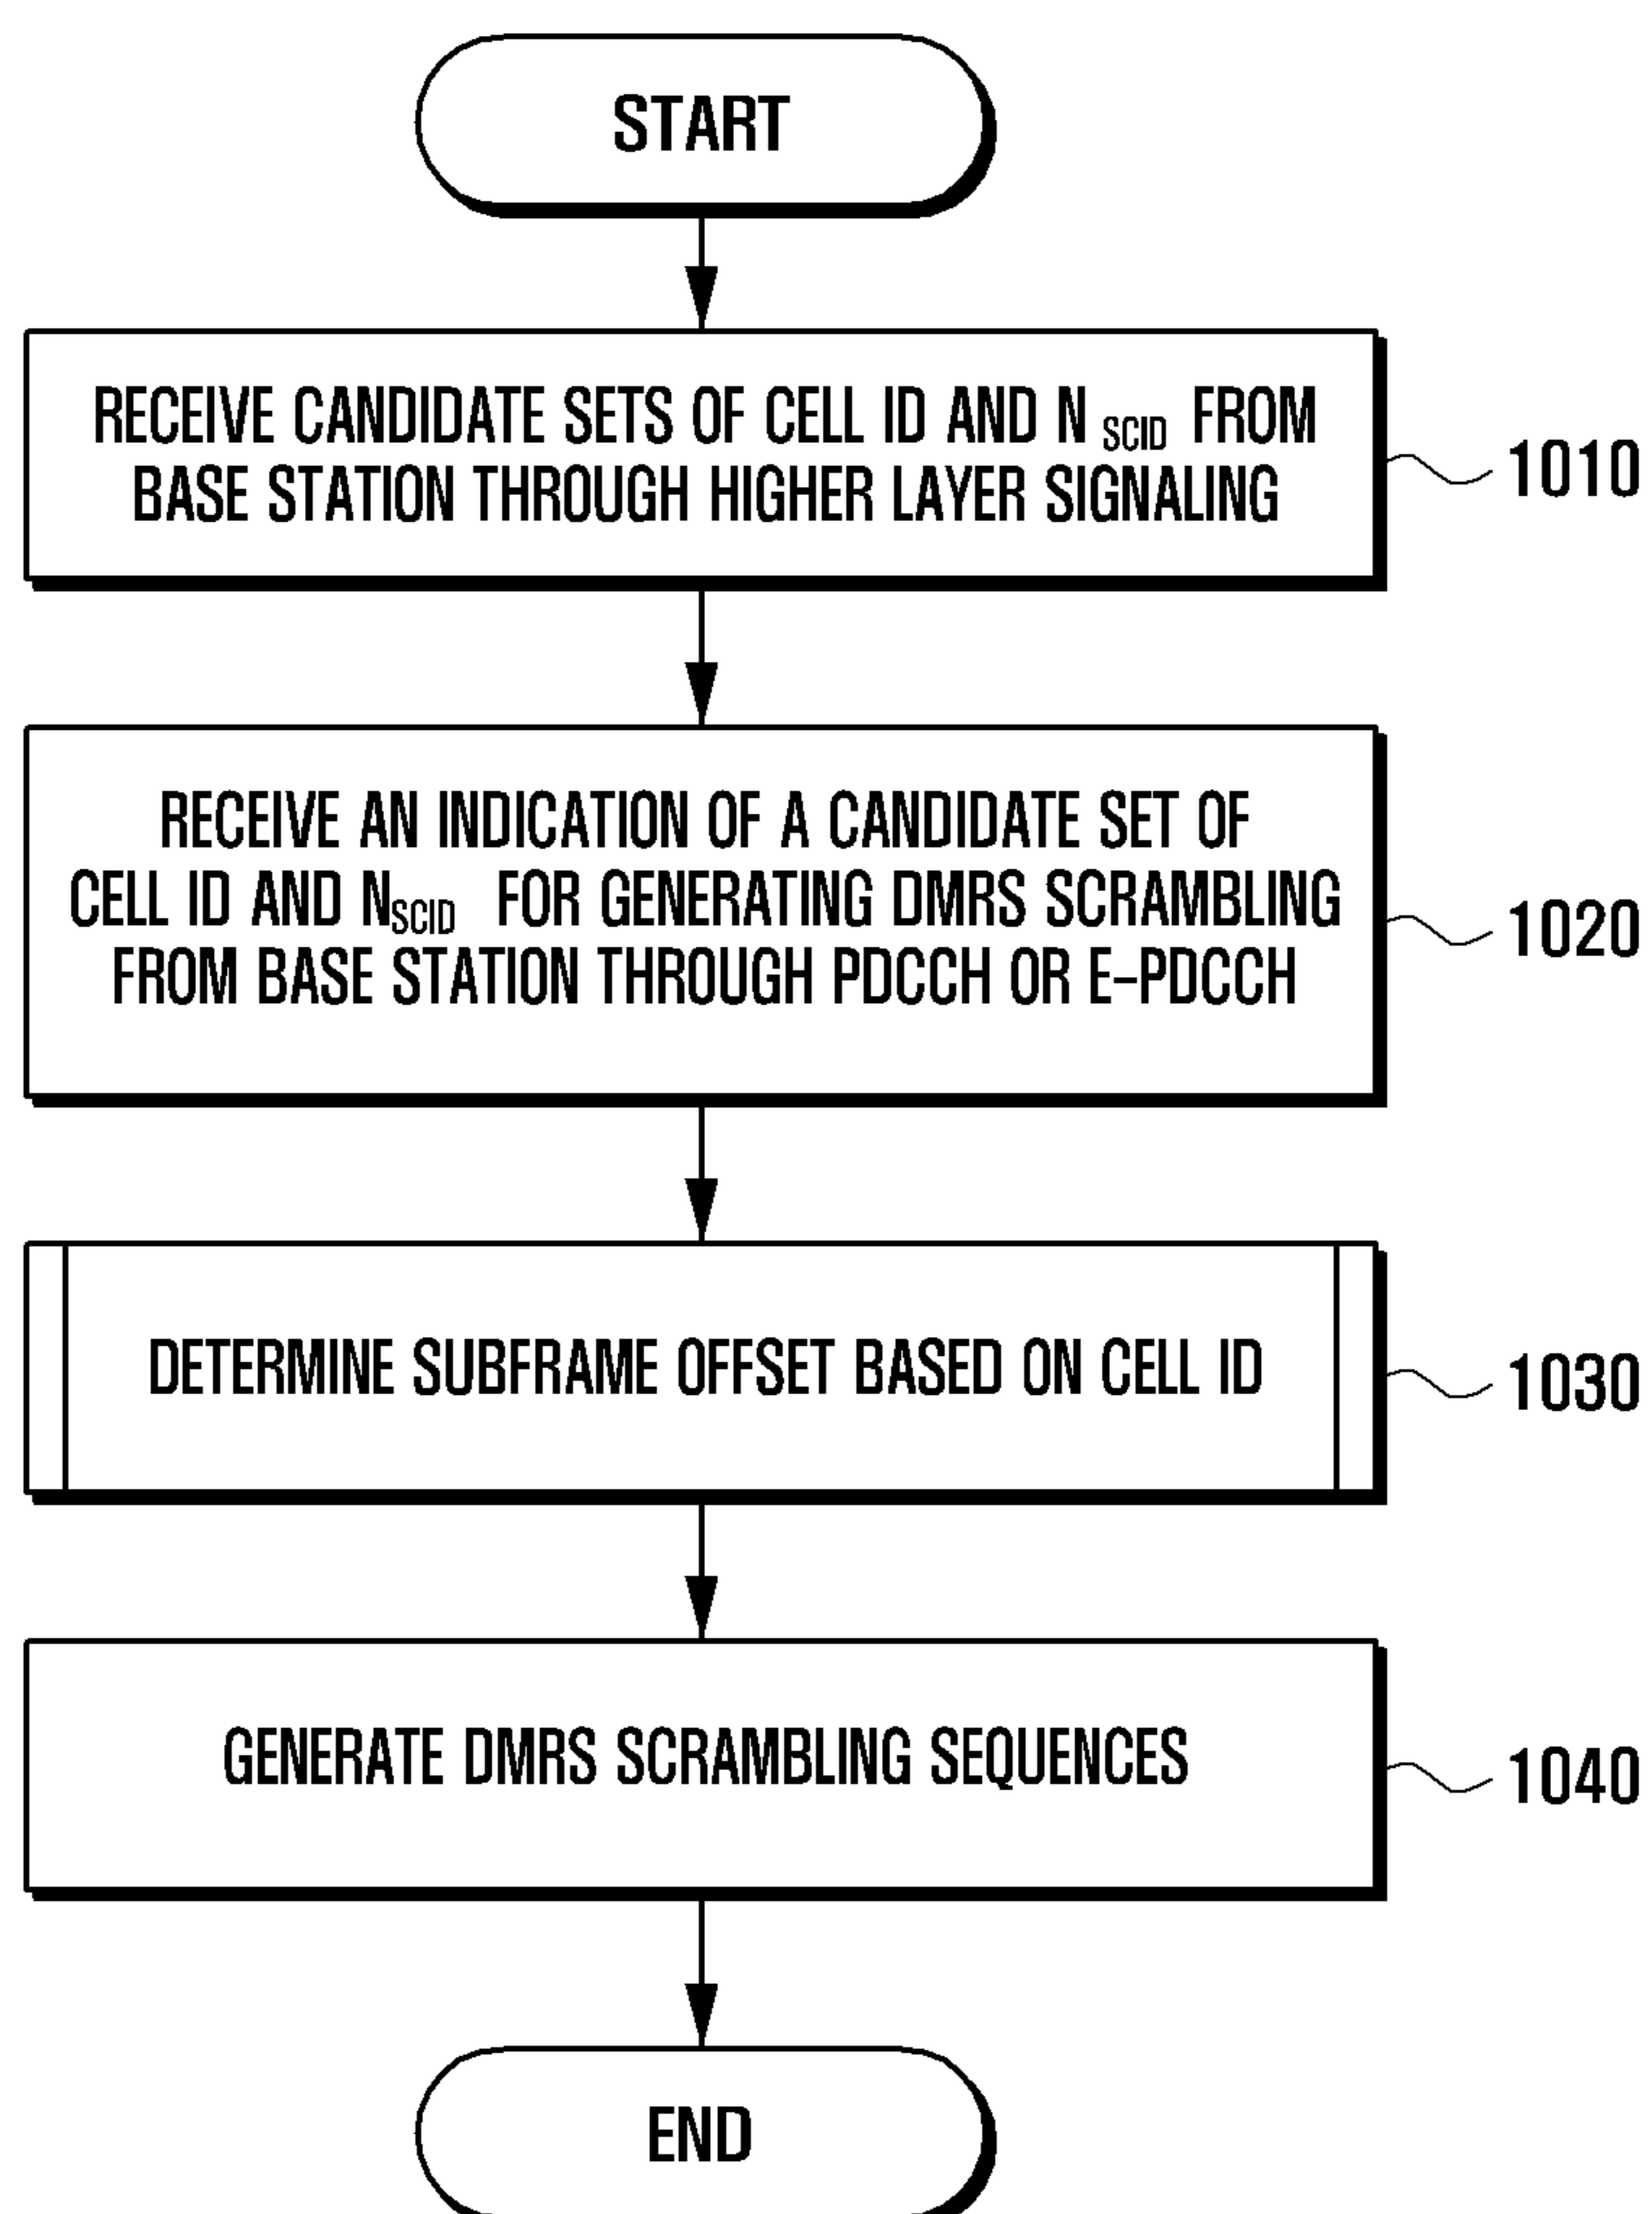 START
RECEIVE CANDIDATE SETS OF CELL ID AND N SCID FROM
BASE STATION THROUGH HIGHER LAYER SIGNALING
1010
RECEIVE AN INDICATION OF A CANDIDATE SET OF
CELL ID AND NSCID FOR GENERATING DMRS SCRAMBLING
FROM BASE STATION THROUGH PDCCH OR E-PDCCH
1020
DETERMINE SUBFRAME OFFSET BASED ON CELL ID
1030
GENERATE DMRS SCRAMBLING SEQUENCES
1040
END